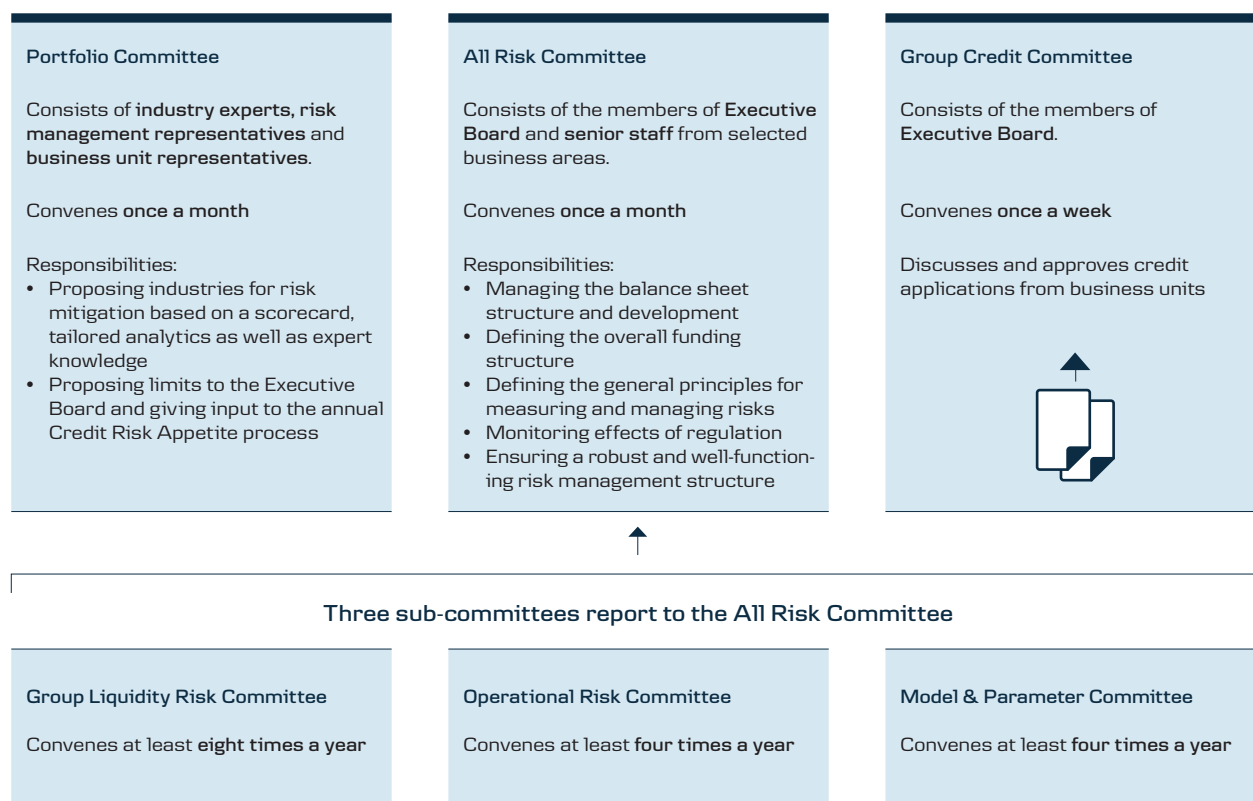 Portfolio Committee
Consists of industry experts, risk
management representatives and
business unit representatives.
Convenes once a month
Responsibilities:
• Proposing industries for risk
mitigation based on a scorecard,
tailored analytics as well as expert
knowledge
• Proposing limits to the Executive
Board and giving input to the annual
Credit Risk Appetite process
All Risk Committee
Consists of the members of Executive
Board and senior staff from selected
business areas.
Convenes once a month
Responsibilities:
• Managing the balance sheet
structure and development
• Defining the overall funding
structure
• Defining the general principles for
measuring and managing risks
• Monitoring effects of regulation
• Ensuring a robust and well-function-
ing risk management structure
Group Credit Committee
Consists of the members of
Executive Board.
Convenes once a week
Discusses and approves credit
applications from business units
Three sub-committees report to the All Risk Committee
Group Liquidity Risk Committee
Convenes at least eight times a year
Operational Risk Committee
Convenes at least four times a year
Model & Parameter Committee
Convenes at least four times a year